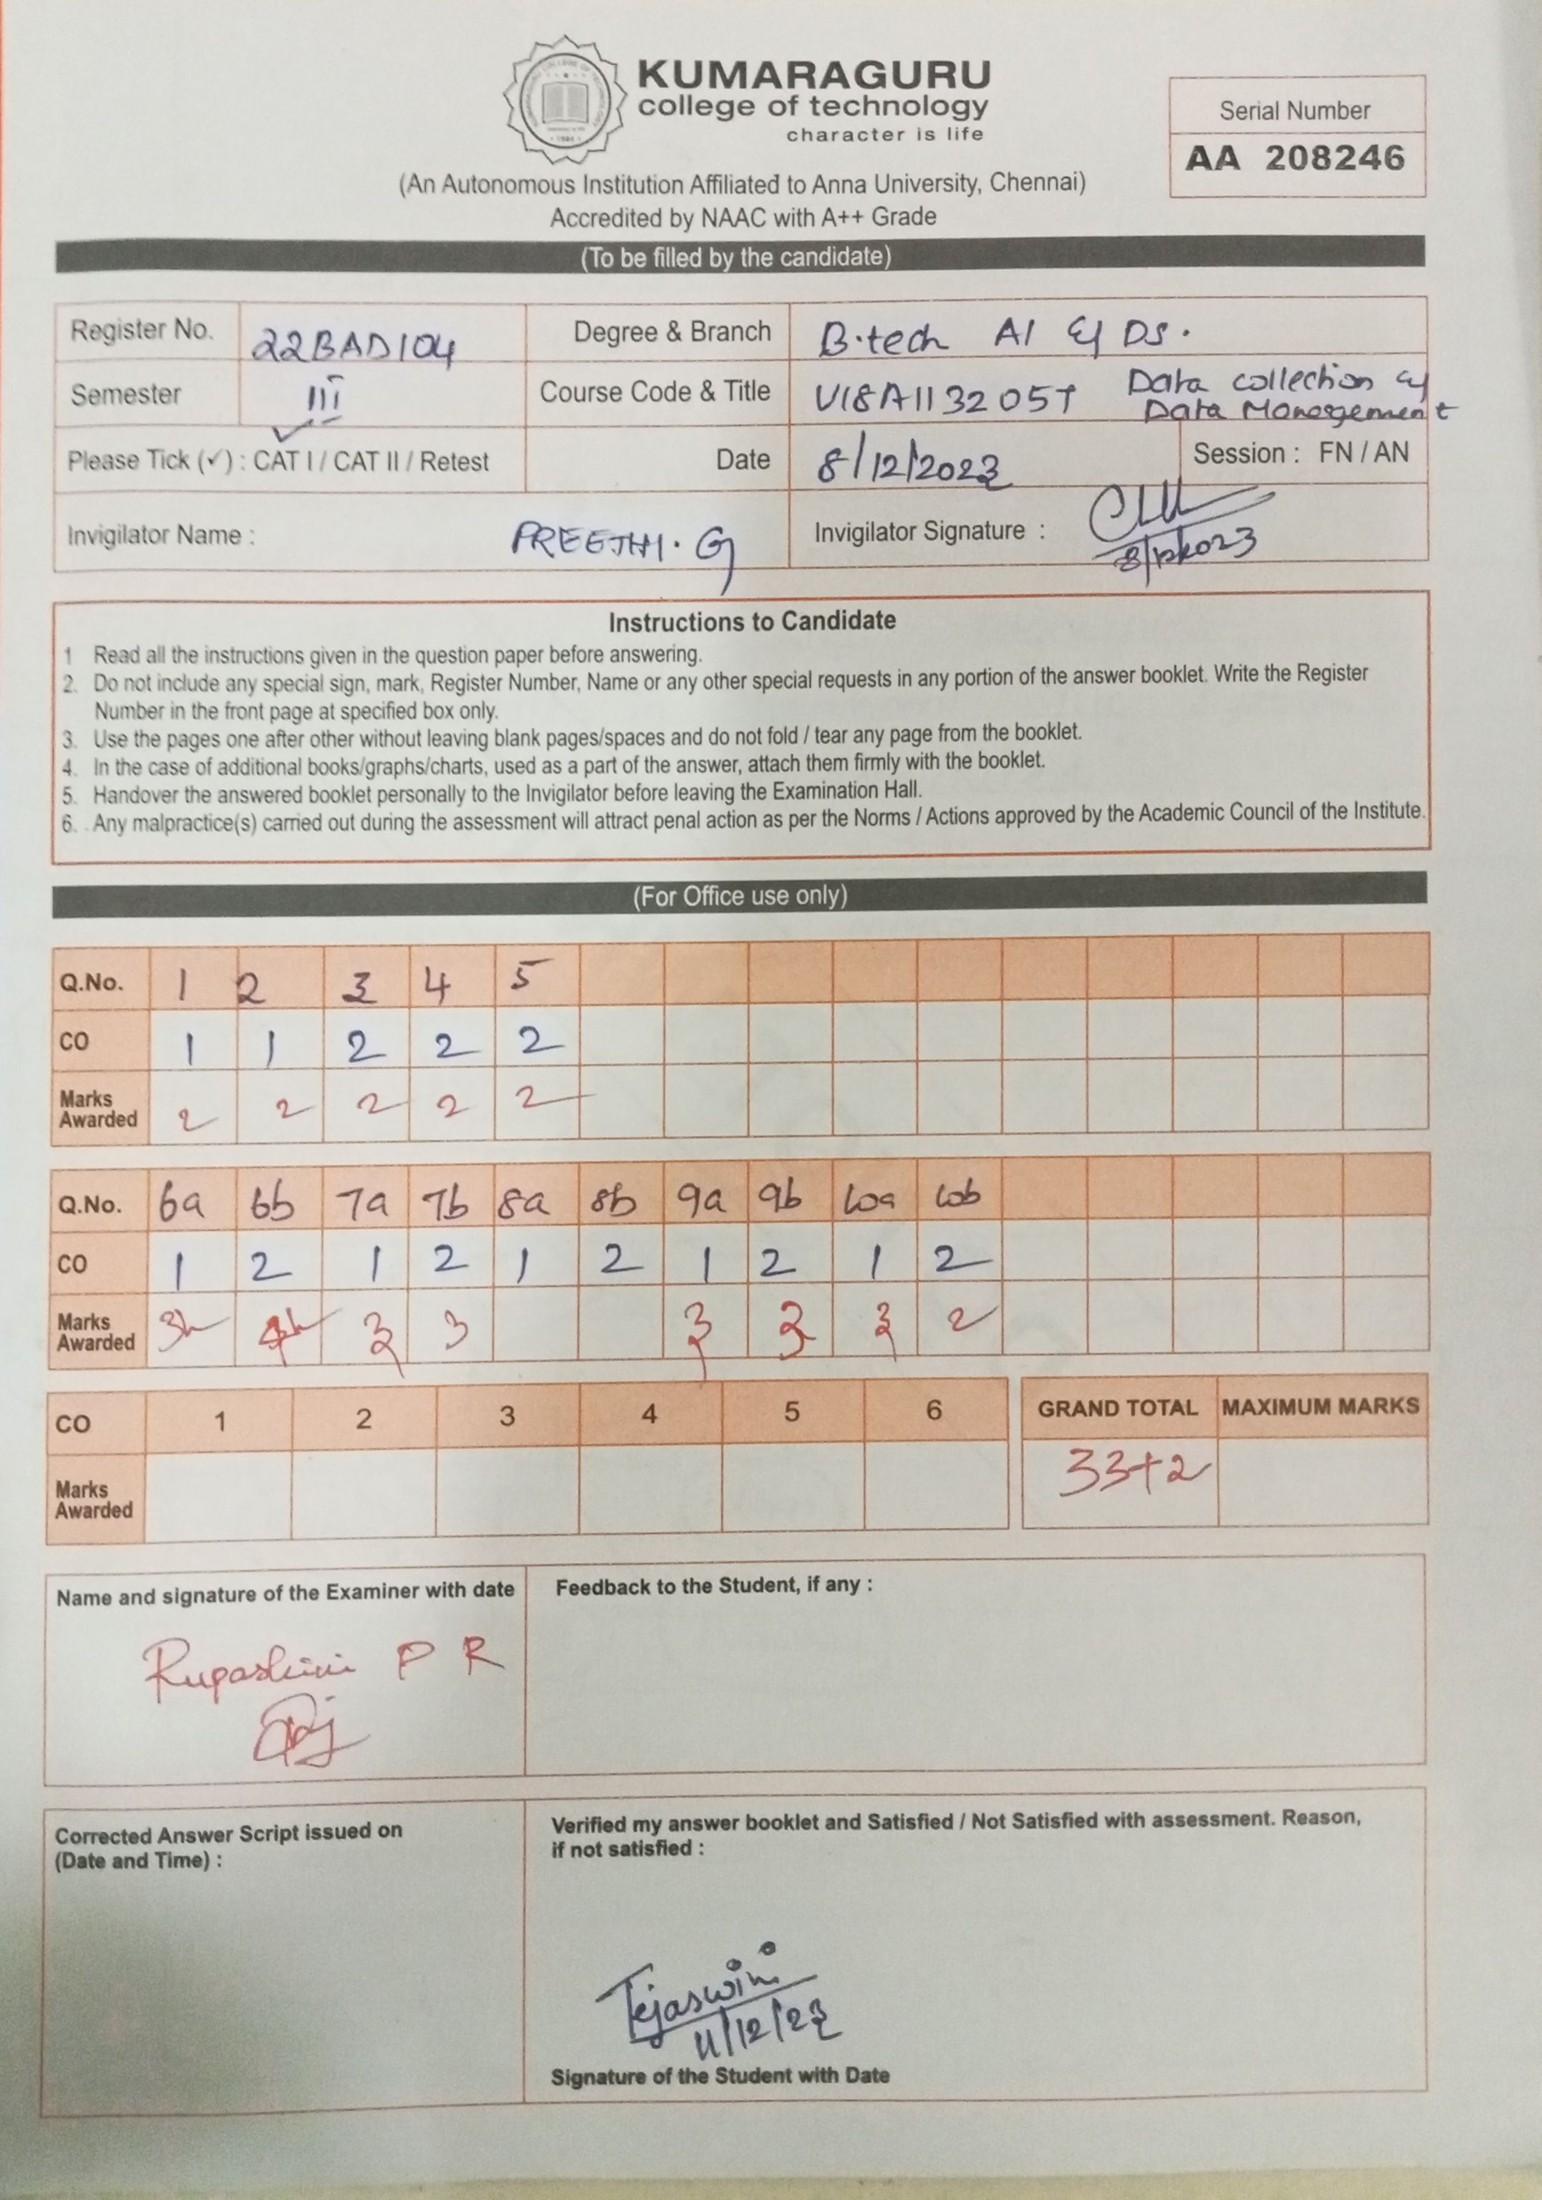 KUMARAGURU
college of technology
character is life
Serial Number
AA 208246
(An Autonomous Institution Affiliated to Anna University, Chennai)
Accredited by NAAC with A++ Grade
(To be filled by the candidate)
Register No. 22BAD104 Degree & Branch B.tech AI & DS.
Semester III Course Code & Title U18AII3205T Data collection & Data Management
Please Tick (✓) : CAT I / CAT II / Retest Date 8/12/2023 Session : FN / AN
Invigilator Name : PREETHI. G Invigilator Signature : 8/12/2023
Instructions to Candidate
1 Read all the instructions given in the question paper before answering.
2. Do not include any special sign, mark, Register Number, Name or any other special requests in any portion of the answer booklet. Write the Register
Number in the front page at specified box only.
3. Use the pages one after other without leaving blank pages/spaces and do not fold / tear any page from the booklet.
4. In the case of additional books/graphs/charts, used as a part of the answer, attach them firmly with the booklet.
5. Handover the answered booklet personally to the Invigilator before leaving the Examination Hall.
6. Any malpractice(s) carried out during the assessment will attract penal action as per the Norms / Actions approved by the Academic Council of the Institute.
(For Office use only)
Q.No. 1 2 3 4 5
CO 1 1 2 2 2
Marks Awarded 2 2 2 2 2
Q.No. 6a 6b 7a 7b 8a 8b 9a 9b 10a 10b
CO 1 2 1 2 1 2 1 2 1 2
Marks Awarded 3 3 3 3 3 2
CO 1 2 3 4 5 6 GRAND TOTAL MAXIMUM MARKS
Marks Awarded 33+2
Name and signature of the Examiner with date
Rupashini P R
Feedback to the Student, if any :
Corrected Answer Script issued on
(Date and Time) :
Verified my answer booklet and Satisfied / Not Satisfied with assessment. Reason,
if not satisfied :
Tejaswini
11/12/23
Signature of the Student with Date